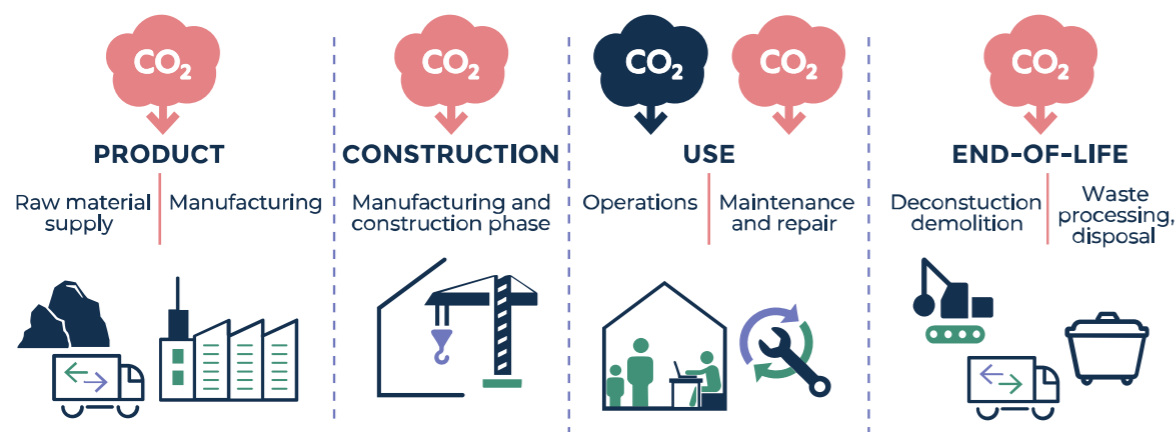 CO₂
CO₂
CO₂
CO₂
CO₂
PRODUCT
CONSTRUCTION
USE
END-OF-LIFE
Raw material
supply
Manufacturing
Manufacturing and
construction phase
Operations
Maintenance
and repair
Deconstuction
demolition
Waste
processing,
disposal